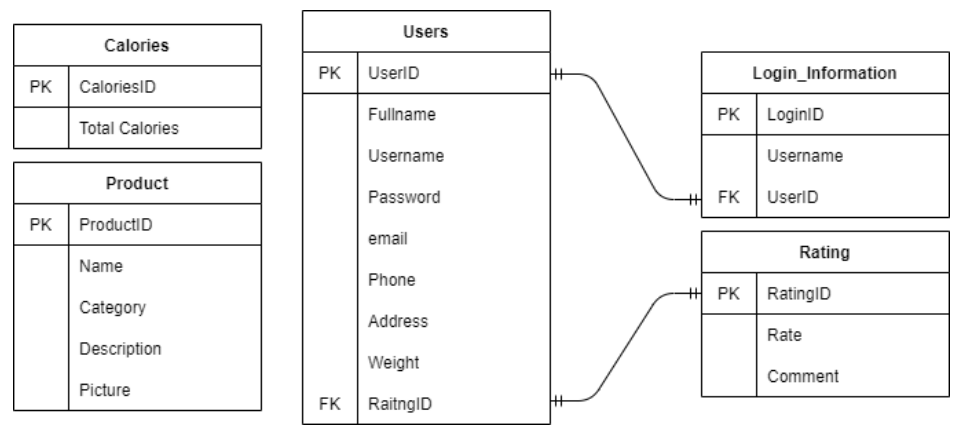 Calories
PK CaloriesID
Total Calories
Product
PK ProductID
Name
Category
Description
Picture
Users
PK UserID
Fullname
Username
Password
email
Phone
Address
Weight
FK RaitngID
Login_Information
PK LoginID
Username
FK UserID
Rating
PK RatingID
Rate
Comment